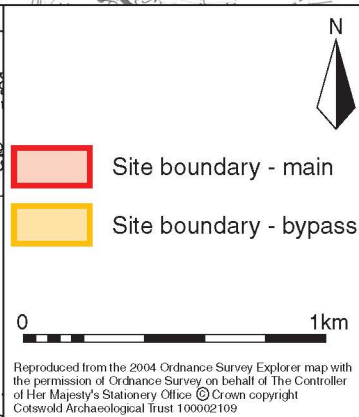 N
Site boundary - main
Site boundary - bypass
0 1km
Reproduced from the 2004 Ordnance Survey Explorer map with
the permission of Ordnance Survey on behalf of The Controller
of Her Majesty's Stationery Office © Crown copyright
Cotswold Archaeological Trust 100002109